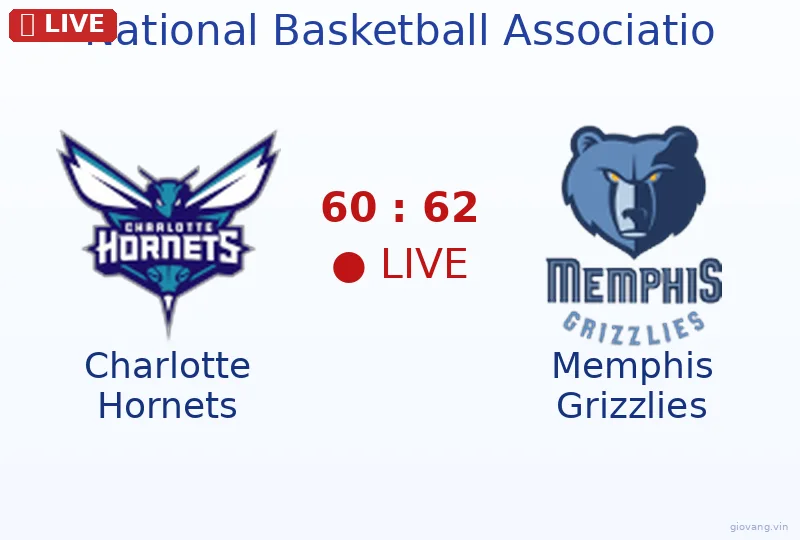 LIVE
National Basketball Associatio
CHARLOTTE
HORNETS
60 : 62
● LIVE
MEMPHIS
GRIZZLIES
Charlotte
Hornets
Memphis
Grizzlies
giovang.vin